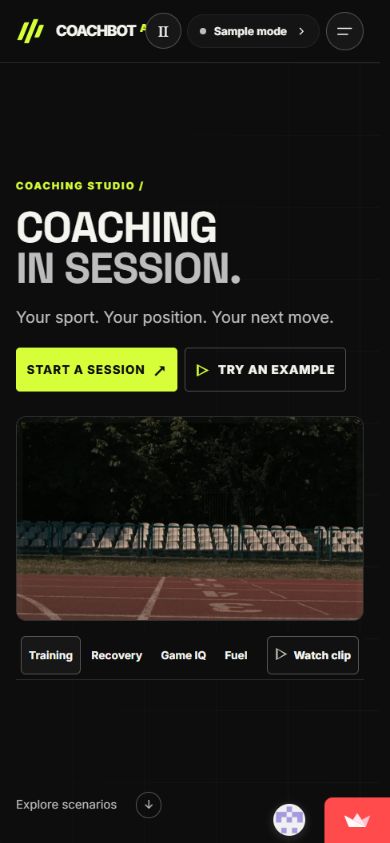 COACHBOT
Sample mode
COACHING STUDIO /
COACHING
IN SESSION.
Your sport. Your position. Your next move.
START A SESSION ↗
TRY AN EXAMPLE
Training Recovery Game IQ Fuel Watch clip
Explore scenarios